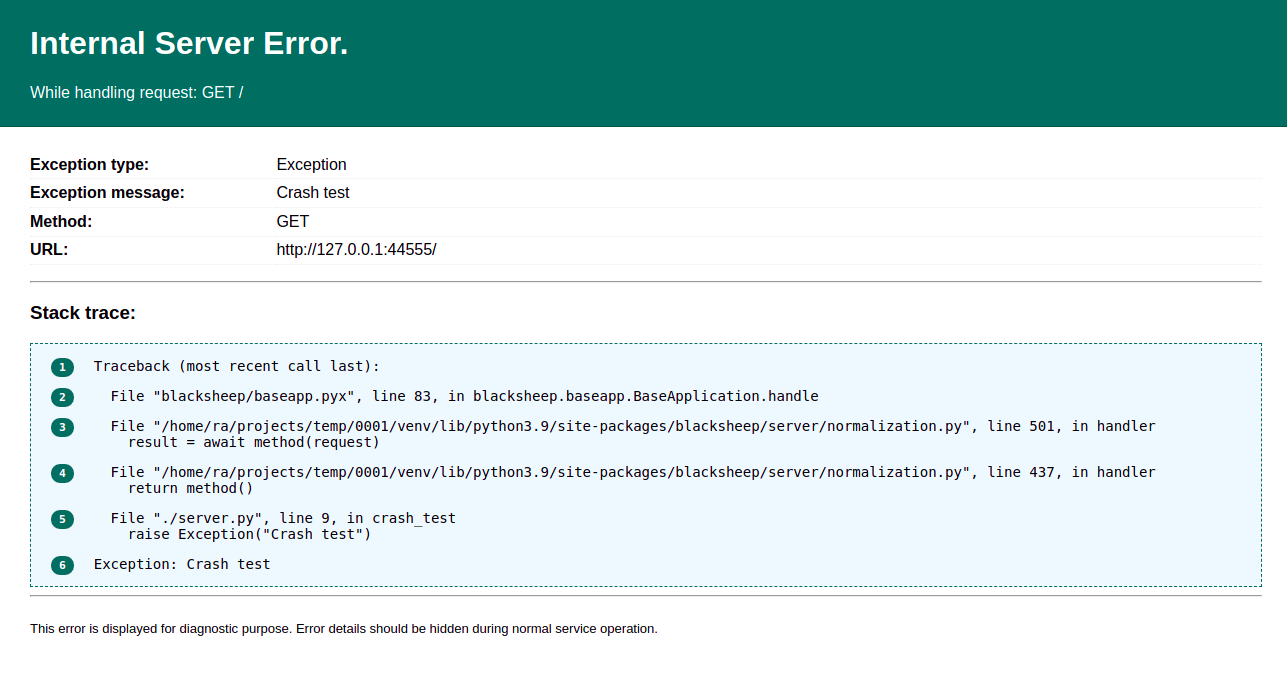 Internal Server Error.
While handling request: GET /
Exception type: Exception
Exception message: Crash test
Method: GET
URL: http://127.0.0.1:44555/
Stack trace:
1 Traceback (most recent call last):
2 File "blacksheep/baseapp.pyx", line 83, in blacksheep.baseapp.BaseApplication.handle
3 File "/home/ra/projects/temp/0001/venv/lib/python3.9/site-packages/blacksheep/server/normalization.py", line 501, in handler
result = await method(request)
4 File "/home/ra/projects/temp/0001/venv/lib/python3.9/site-packages/blacksheep/server/normalization.py", line 437, in handler
return method()
5 File "./server.py", line 9, in crash_test
raise Exception("Crash test")
6 Exception: Crash test
This error is displayed for diagnostic purpose. Error details should be hidden during normal service operation.